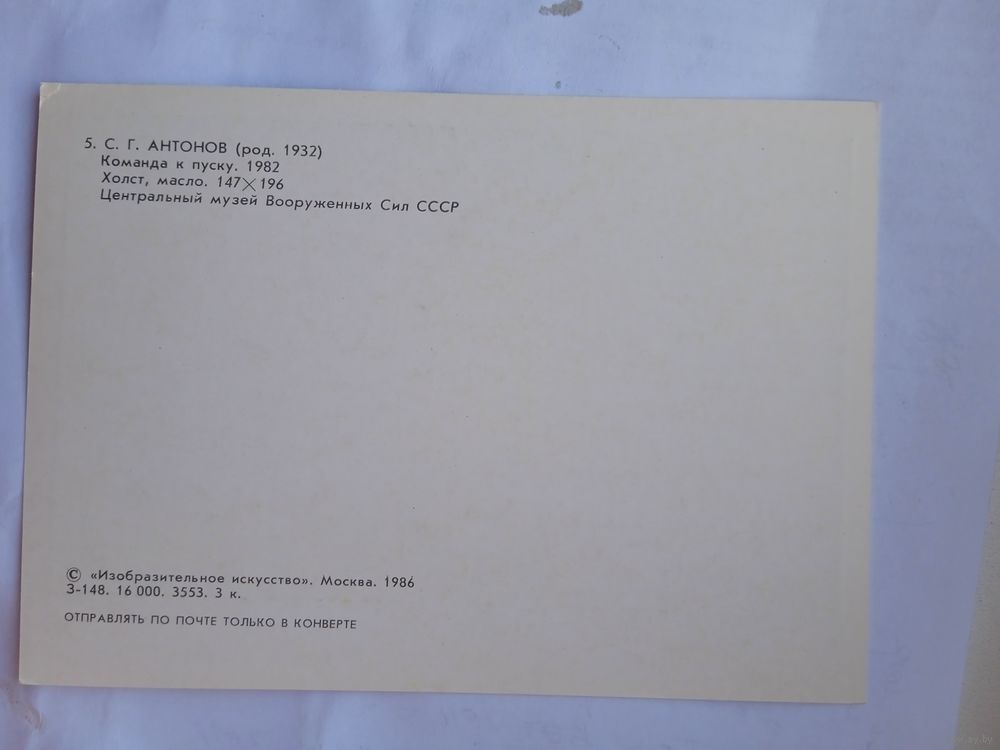 5. С. Г. АНТОНОВ (род. 1932)
Команда к пуску. 1982
Холст, масло. 147×196
Центральный музей Вооруженных Сил СССР
© «Изобразительное искусство». Москва. 1986
З-148. 16 000. 3553. 3 к.
ОТПРАВЛЯТЬ ПО ПОЧТЕ ТОЛЬКО В КОНВЕРТЕ